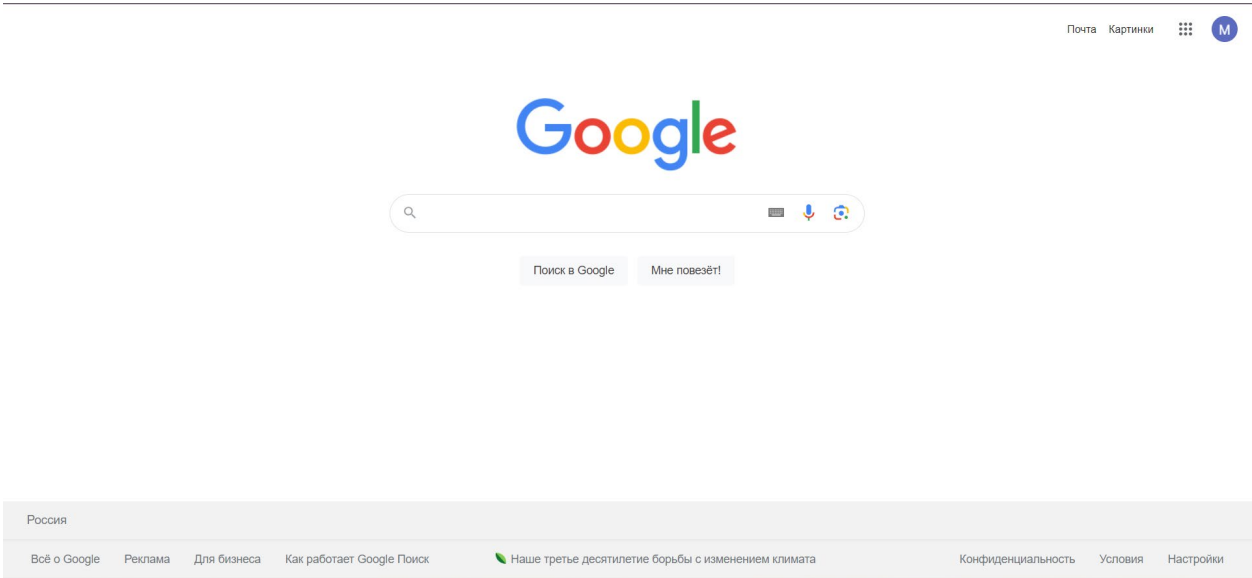 Почта Картинки
M
Google
Поиск в Google Мне повезёт!
Россия
Всё о Google Реклама Для бизнеса Как работает Google Поиск Наше третье десятилетие борьбы с изменением климата Конфиденциальность Условия Настройки